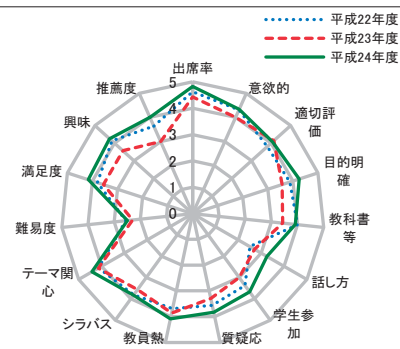 平成22年度
平成23年度
平成24年度
出席率
意欲的
適切評
価
目的明
確
教科書
等
話し方
学生参
加
質疑応
教員熱
シラバス
テーマ関
心
難易度
満足度
興味
推薦度
5
4
3
2
1
0